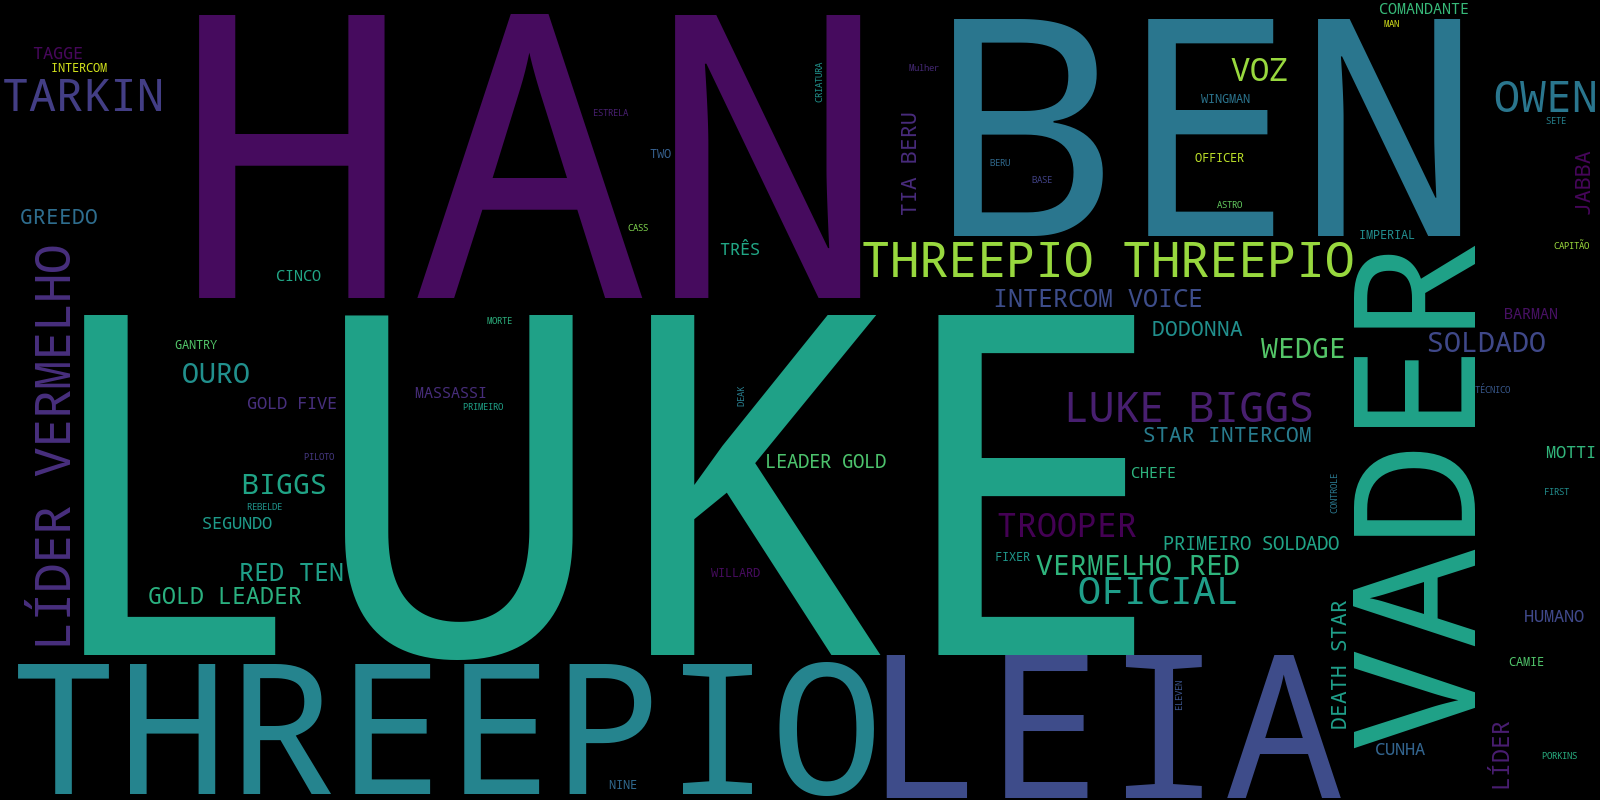 COMANDANTE
MAN
TAGGE
INTERCOM
TARKIN
HAN
BEN
VOZ
OWEN
WINGMAN
CRIATURA
ESTRELA
TWO
Mulher
TIA BERU
BERU
BASE
OFFICER
ASTRO
SETE
JABBA
GREEDO
CASS
TRÊS
CINCO
THREEPIO THREEPIO
IMPERIAL
CAPITÃO
LÍDER VERMELHO
INTERCOM VOICE
VADER
BARMAN
LUKE
MORTE
DODONNA
GANTRY
WEDGE
SOLDADO
OURO
GOLD FIVE
MASSASSI
PRIMEIRO
DEAK
LUKE BIGGS
TÉCNICO
STAR INTERCOM
PILOTO
LEADER GOLD
MOTTI
BIGGS
CHEFE
CONTROLE
FIRST
REBELDE
SEGUNDO
TROOPER
PRIMEIRO SOLDADO
FIXER
VERMELHO RED
RED TEN
WILLARD
GOLD LEADER
OFICIAL
DEATH STAR
HUMANO
THREEPIO
LEIA
ELEVEN
CAMIE
CUNHA
LÍDER
PORKINS
NINE